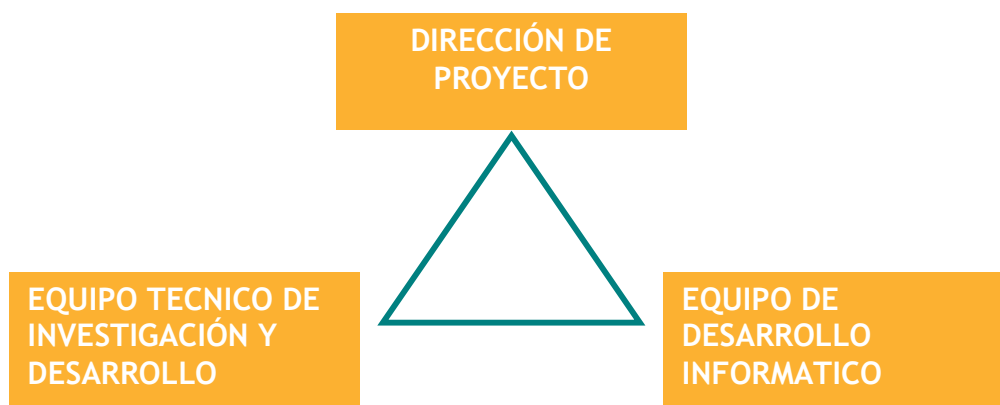 DIRECCIÓN DE
PROYECTO
EQUIPO TECNICO DE
INVESTIGACIÓN Y
DESARROLLO
EQUIPO DE
DESARROLLO
INFORMATICO